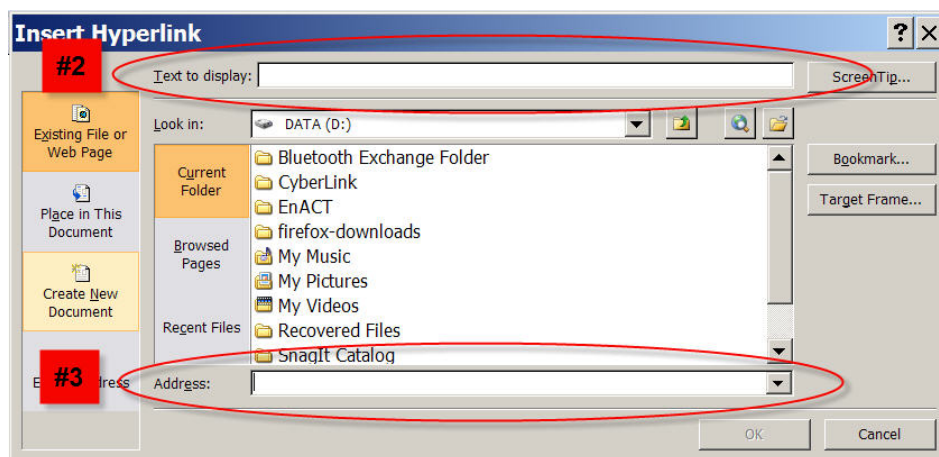 Insert Hyperlink
#2
Text to display:
ScreenTip...
Existing File or
Web Page
Look in:
DATA (D:)
Current
Folder
Bluetooth Exchange Folder
CyberLink
EnACT
firefox-downloads
My Music
My Pictures
My Videos
Recovered Files
SnagIt Catalog
Bookmark...
Target Frame...
Place in This
Document
Browsed
Pages
Create New
Document
Recent Files
#3
Address:
OK
Cancel